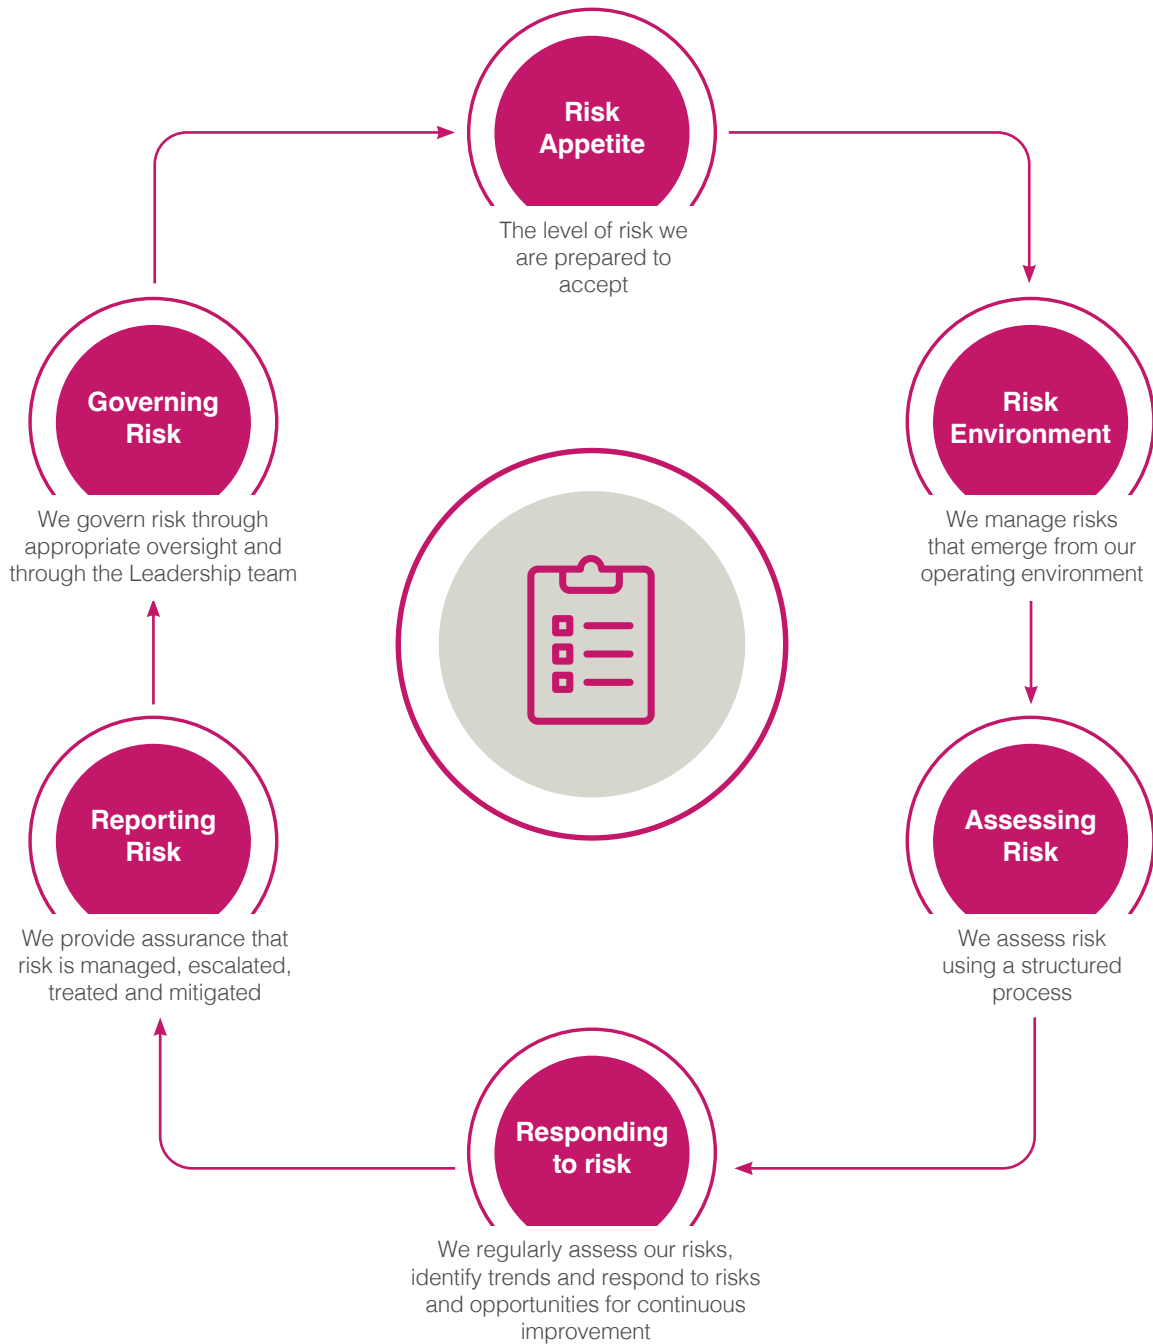 Risk
Appetite
The level of risk we
are prepared to
accept
Risk
Environment
We manage risks
that emerge from our
operating environment
Assessing
Risk
We assess risk
using a structured
process
Responding
to risk
We regularly assess our risks,
identify trends and respond to risks
and opportunities for continuous
improvement
Reporting
Risk
We provide assurance that
risk is managed, escalated,
treated and mitigated
Governing
Risk
We govern risk through
appropriate oversight and
through the Leadership team